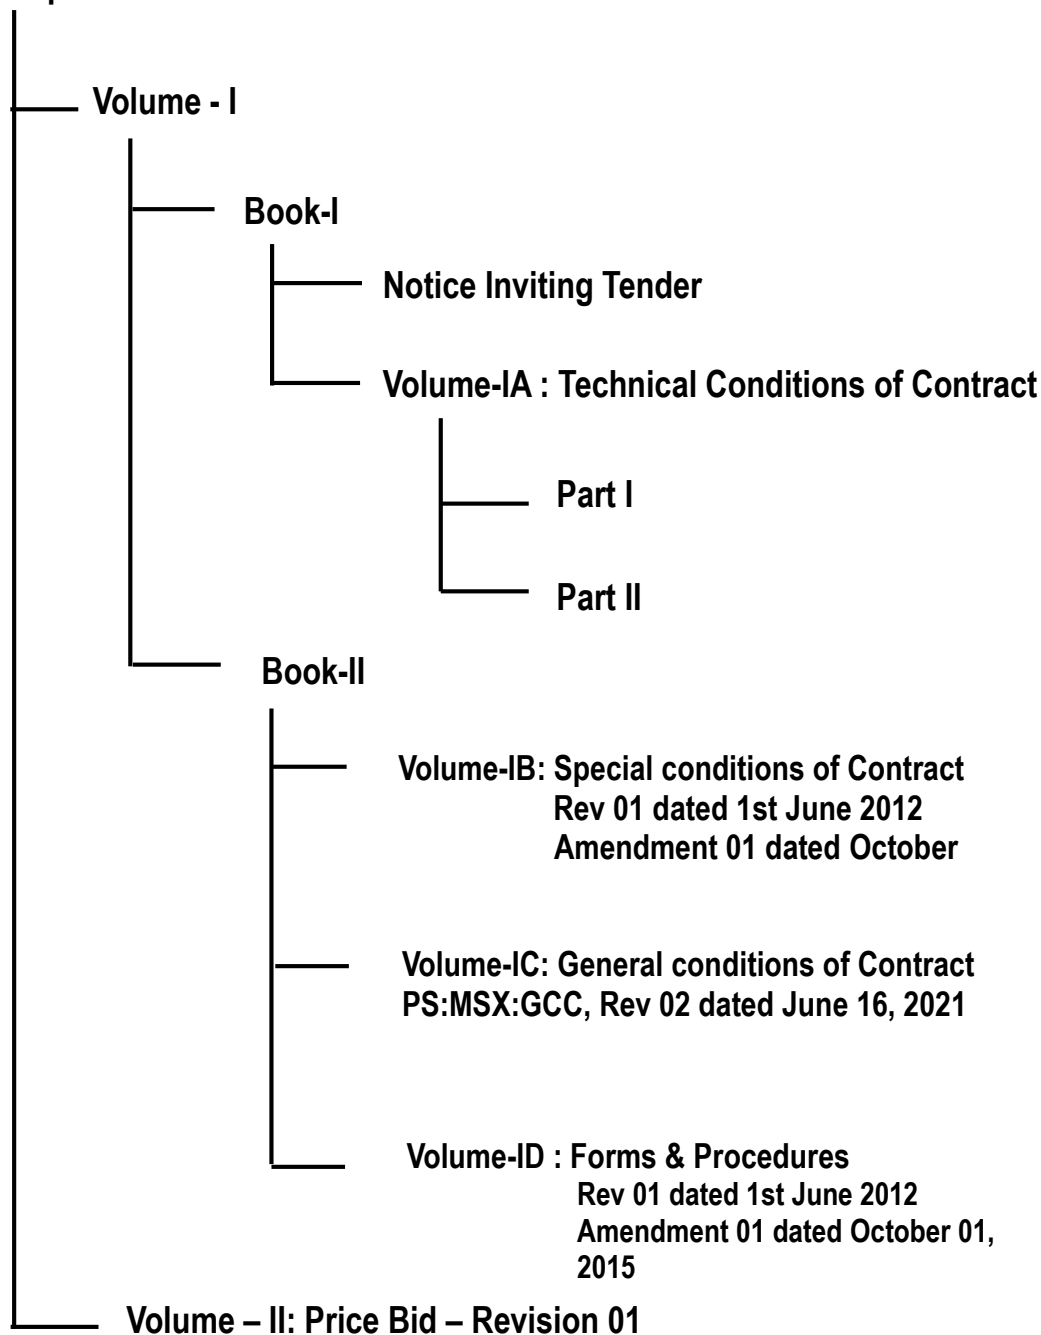 Volume - I
Book-I
Notice Inviting Tender
Volume-IA : Technical Conditions of Contract
Part I
Part II
Book-II
Volume-IB: Special conditions of Contract
Rev 01 dated 1st June 2012
Amendment 01 dated October
Volume-IC: General conditions of Contract
PS:MSX:GCC, Rev 02 dated June 16, 2021
Volume-ID : Forms & Procedures
Rev 01 dated 1st June 2012
Amendment 01 dated October 01,
2015
Volume – II: Price Bid – Revision 01